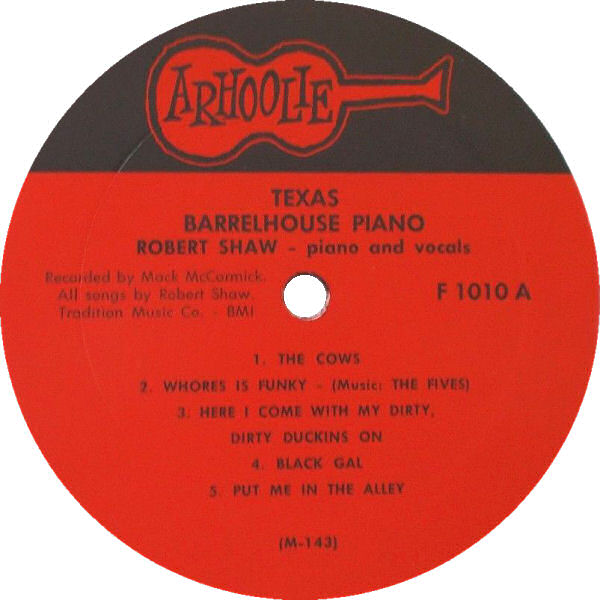 ARHOOLIE
TEXAS
BARRELHOUSE PIANO
ROBERT SHAW - piano and vocals
Recorded by Mack McCormick.
All songs by Robert Shaw.
Tradition Music Co. - BMI
F 1010 A
1. THE COWS
2. WHORES IS FUNKY - (Music: THE FIVES)
3. HERE I COME WITH MY DIRTY,
DIRTY DUCKINS ON
4. BLACK GAL
5. PUT ME IN THE ALLEY
(M-143)